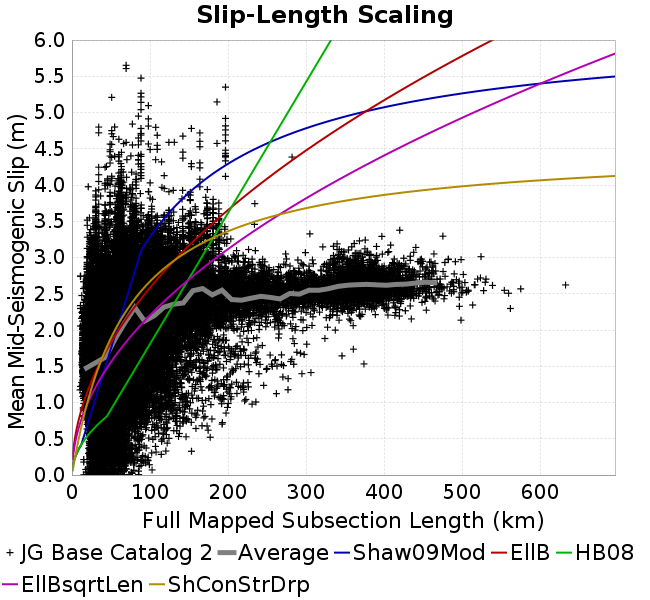 Slip-Length Scaling
Mean Mid-Seismogenic Slip (m)
6.0
5.5
5.0
4.5
4.0
3.5
3.0
2.5
2.0
1.5
1.0
0.5
0.0
0 100 200 300 400 500 600
Full Mapped Subsection Length (km)
JG Base Catalog 2 Average Shaw09Mod EllB HB08
EllBsqrtLen ShConStrDrp